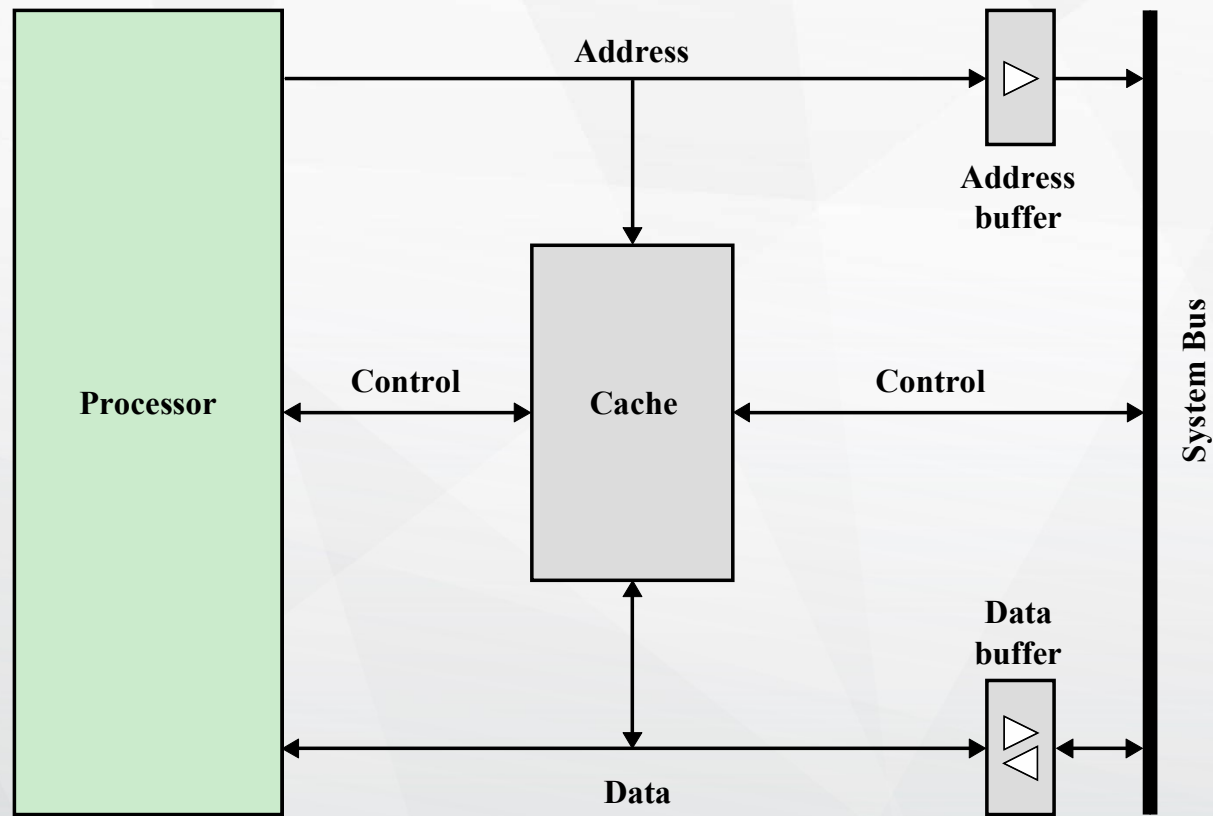 Address
Address
buffer
Processor
Control
Cache
Control
System Bus
Data
buffer
Data